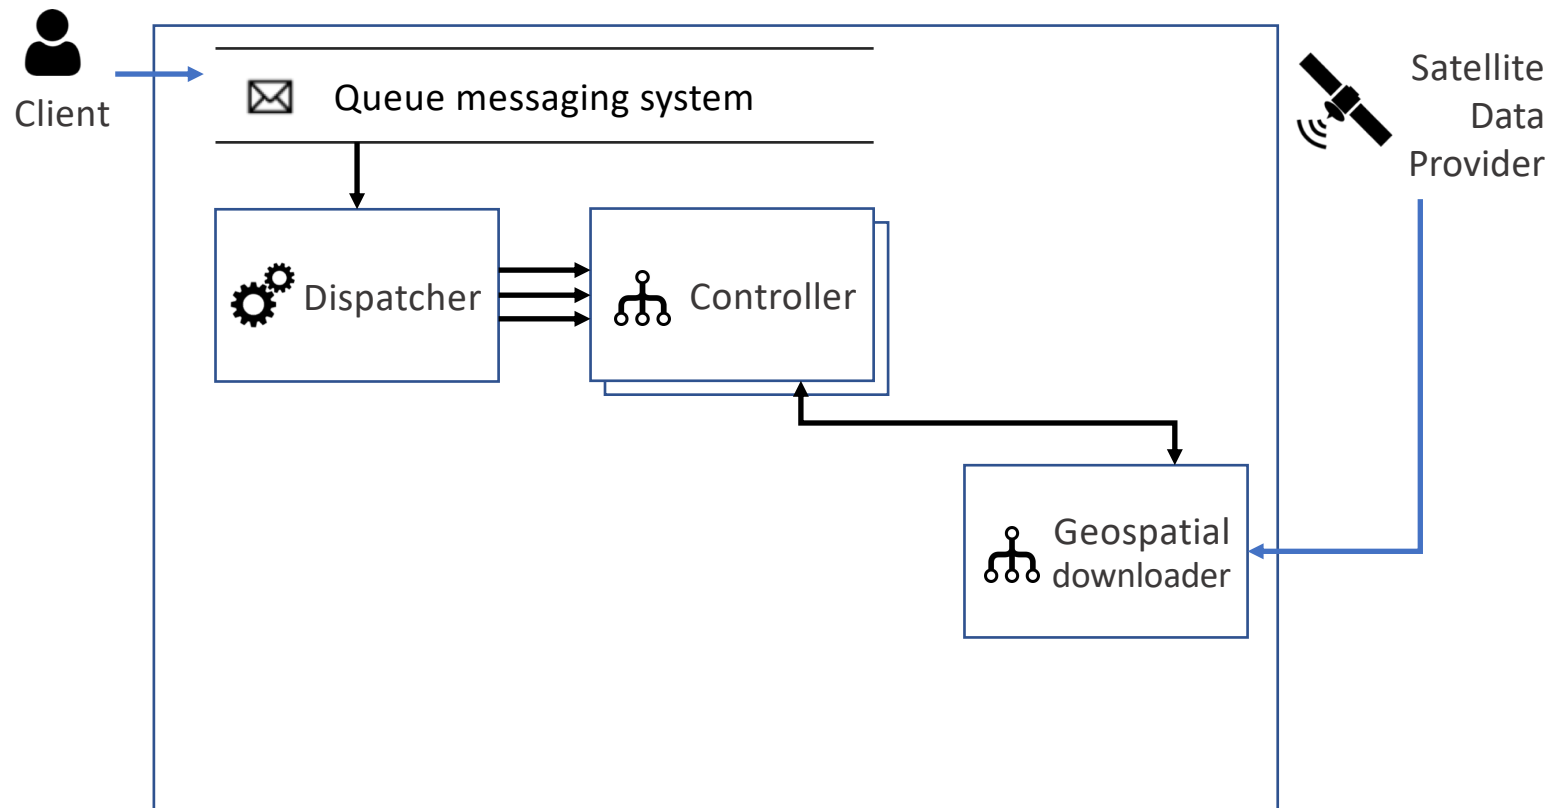 Client
Queue messaging system
Satellite
Data
Provider
Dispatcher
Controller
Geospatial
downloader